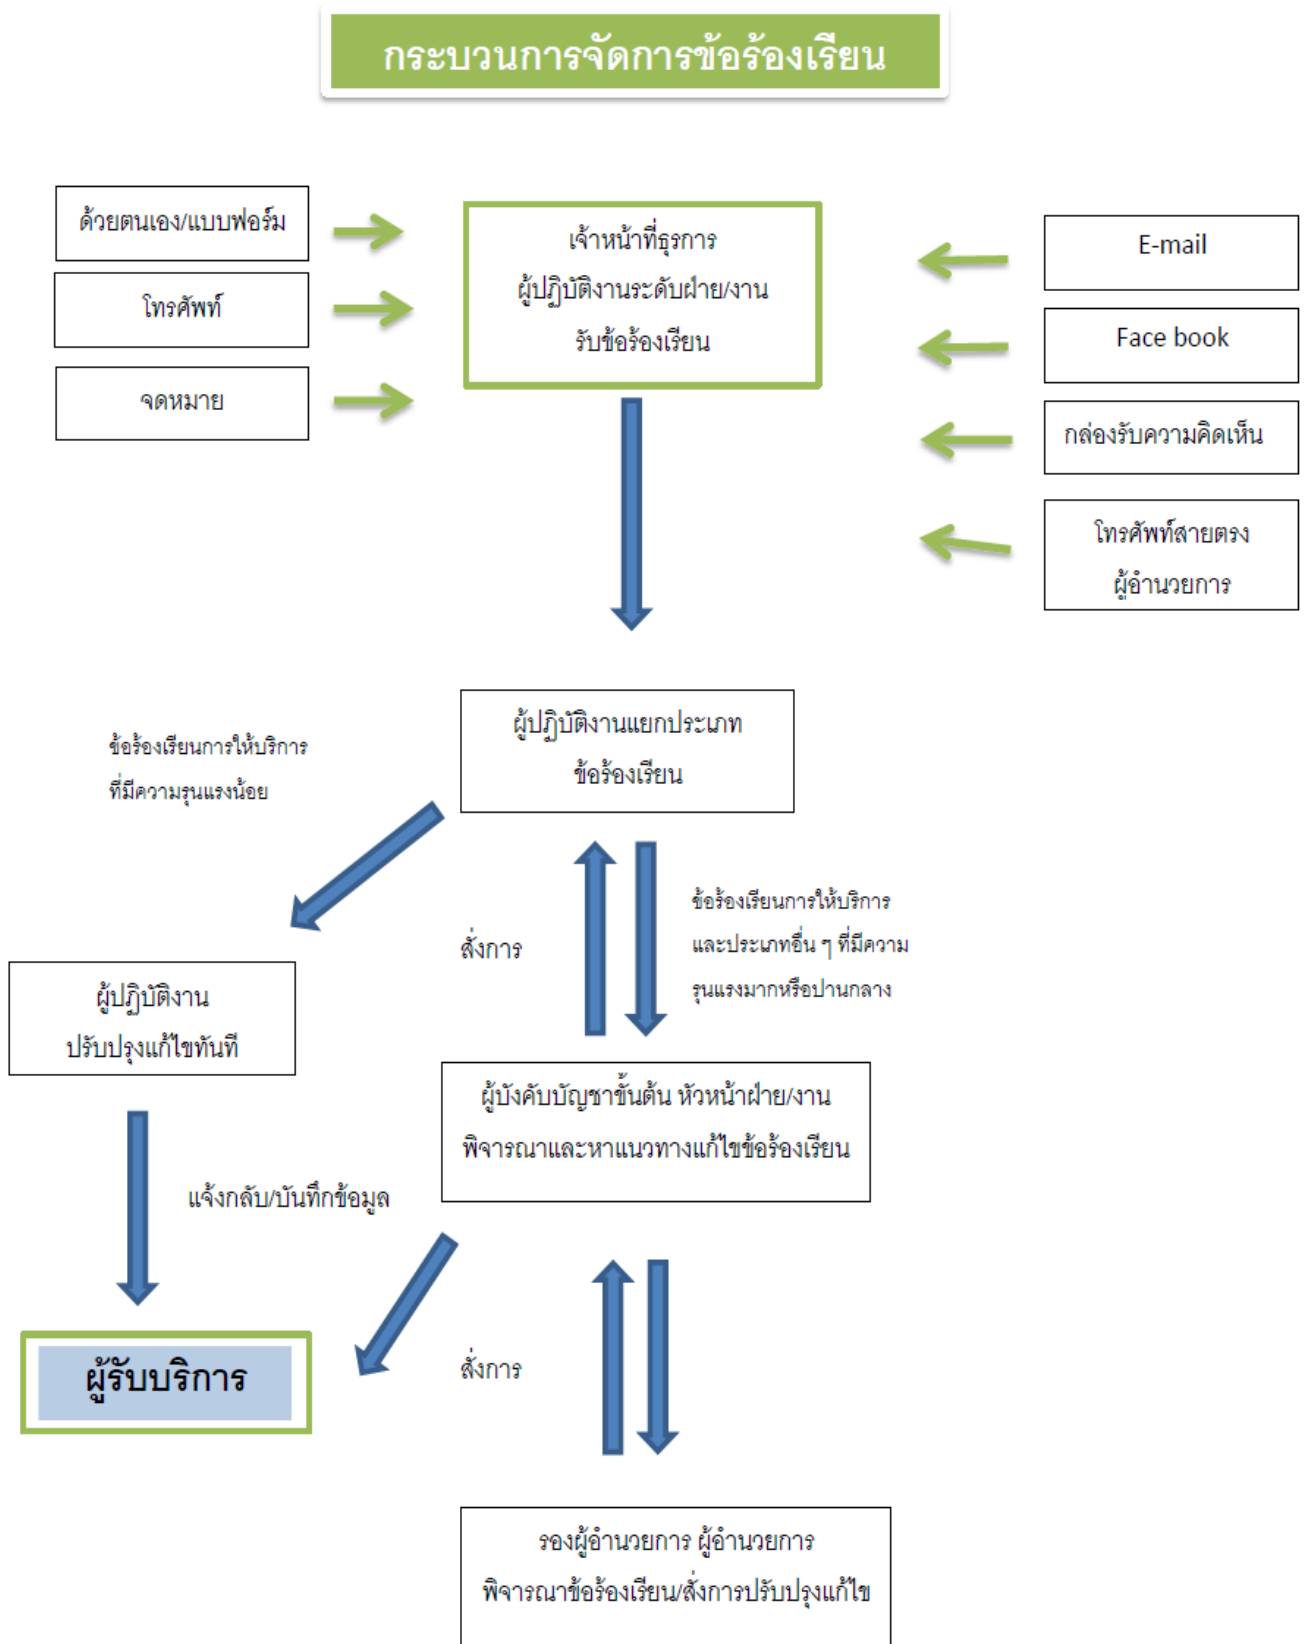 กระบวนการจัดการข้อร้องเรียน
ด้วยตนเอง/แบบฟอร์ม
โทรศัพท์
จดหมาย
เจ้าหน้าที่ธุรการ
ผู้ปฏิบัติงานระดับฝ่าย/งาน
รับข้อร้องเรียน
E-mail
Face book
กล่องรับความคิดเห็น
โทรศัพท์สายตรง
ผู้อำนวยการ
ผู้ปฏิบัติงานแยกประเภท
ข้อร้องเรียน
ข้อร้องเรียนการให้บริการ
ที่มีความรุนแรงน้อย
สั่งการ
ข้อร้องเรียนการให้บริการ
และประเภทอื่น ๆ ที่มีความ
รุนแรงมากหรือปานกลาง
ผู้ปฏิบัติงาน
ปรับปรุงแก้ไขทันที
ผู้บังคับบัญชาขั้นต้น หัวหน้าฝ่าย/งาน
พิจารณาและหาแนวทางแก้ไขข้อร้องเรียน
แจ้งกลับ/บันทึกข้อมูล
ผู้รับบริการ
สั่งการ
รองผู้อำนวยการ ผู้อำนวยการ
พิจารณาข้อร้องเรียน/สั่งการปรับปรุงแก้ไข